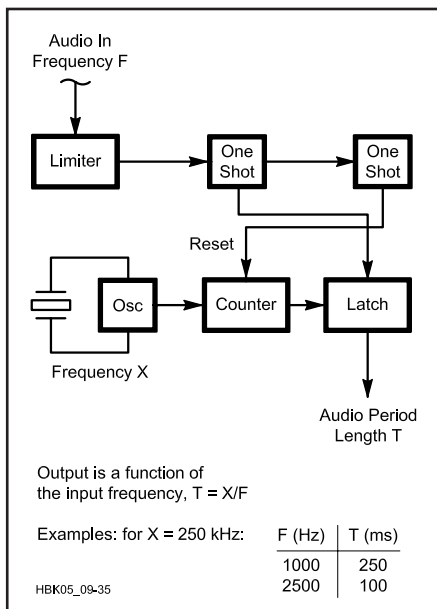 Audio In
Frequency F
Limiter
One
Shot
One
Shot
Reset
Osc
Counter
Latch
Frequency X
Audio Period
Length T
Output is a function of
the input frequency, T = X/F
Examples: for X = 250 kHz:
F (Hz) T (ms)
1000 250
2500 100
HBK05_09-35